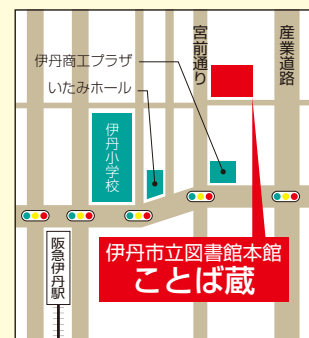 宮前通り
産業道路
伊丹商工プラザ
いたみホール
伊丹小学校
阪急伊丹駅
伊丹市立図書館本館
ことば蔵